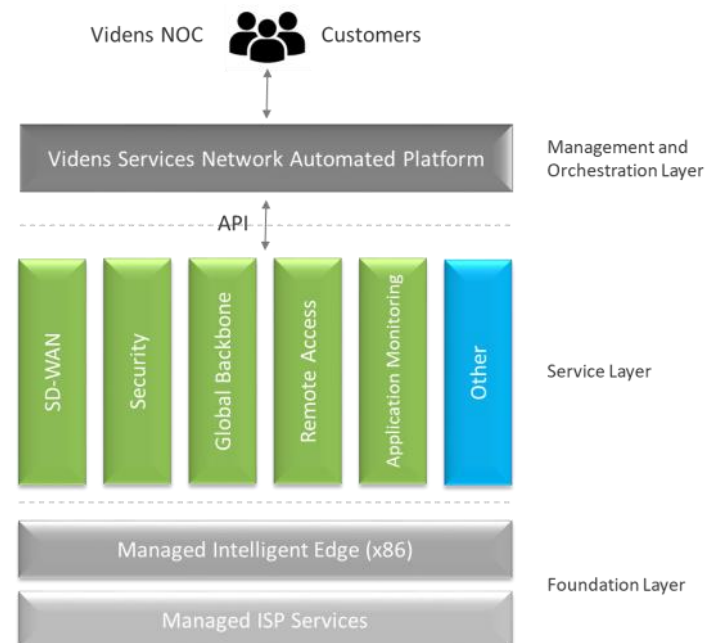 Videns NOC Customers
Videns Services Network Automated Platform
Management and
Orchestration Layer
API
SD-WAN
Security
Global Backbone
Remote Access
Application Monitoring
Other
Service Layer
Managed Intelligent Edge (x86)
Foundation Layer
Managed ISP Services